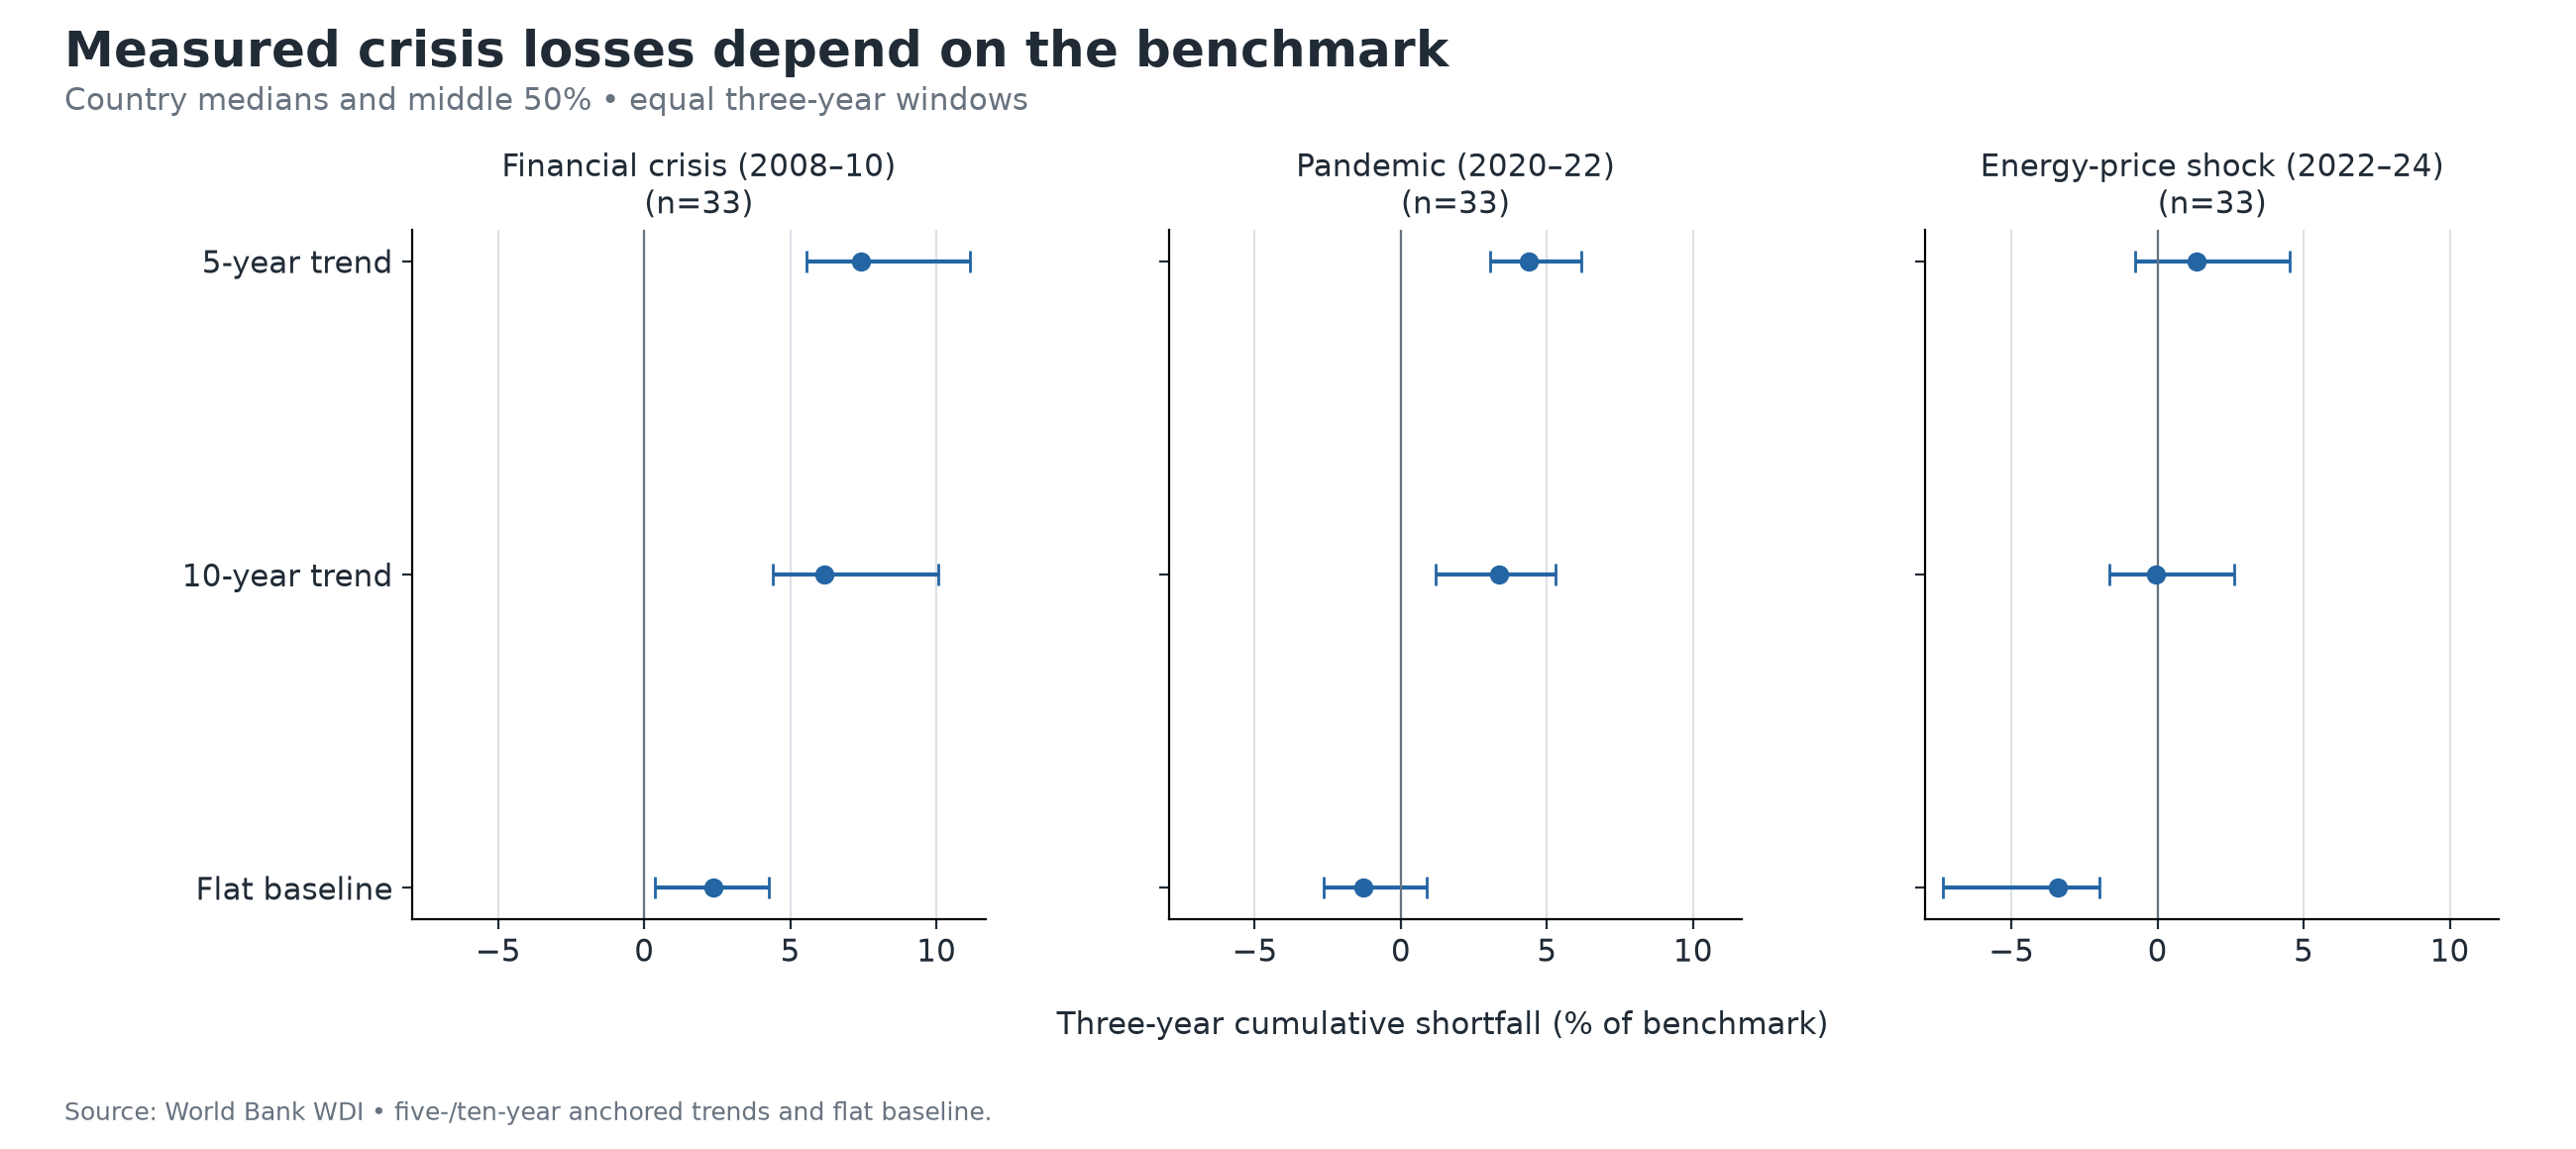 Measured crisis losses depend on the benchmark
Country medians and middle 50% • equal three-year windows
Financial crisis (2008–10)
(n=33)
Pandemic (2020–22)
(n=33)
Energy-price shock (2022–24)
(n=33)
5-year trend
10-year trend
Flat baseline
−5 0 5 10
−5 0 5 10
−5 0 5 10
Three-year cumulative shortfall (% of benchmark)
Source: World Bank WDI • five-/ten-year anchored trends and flat baseline.